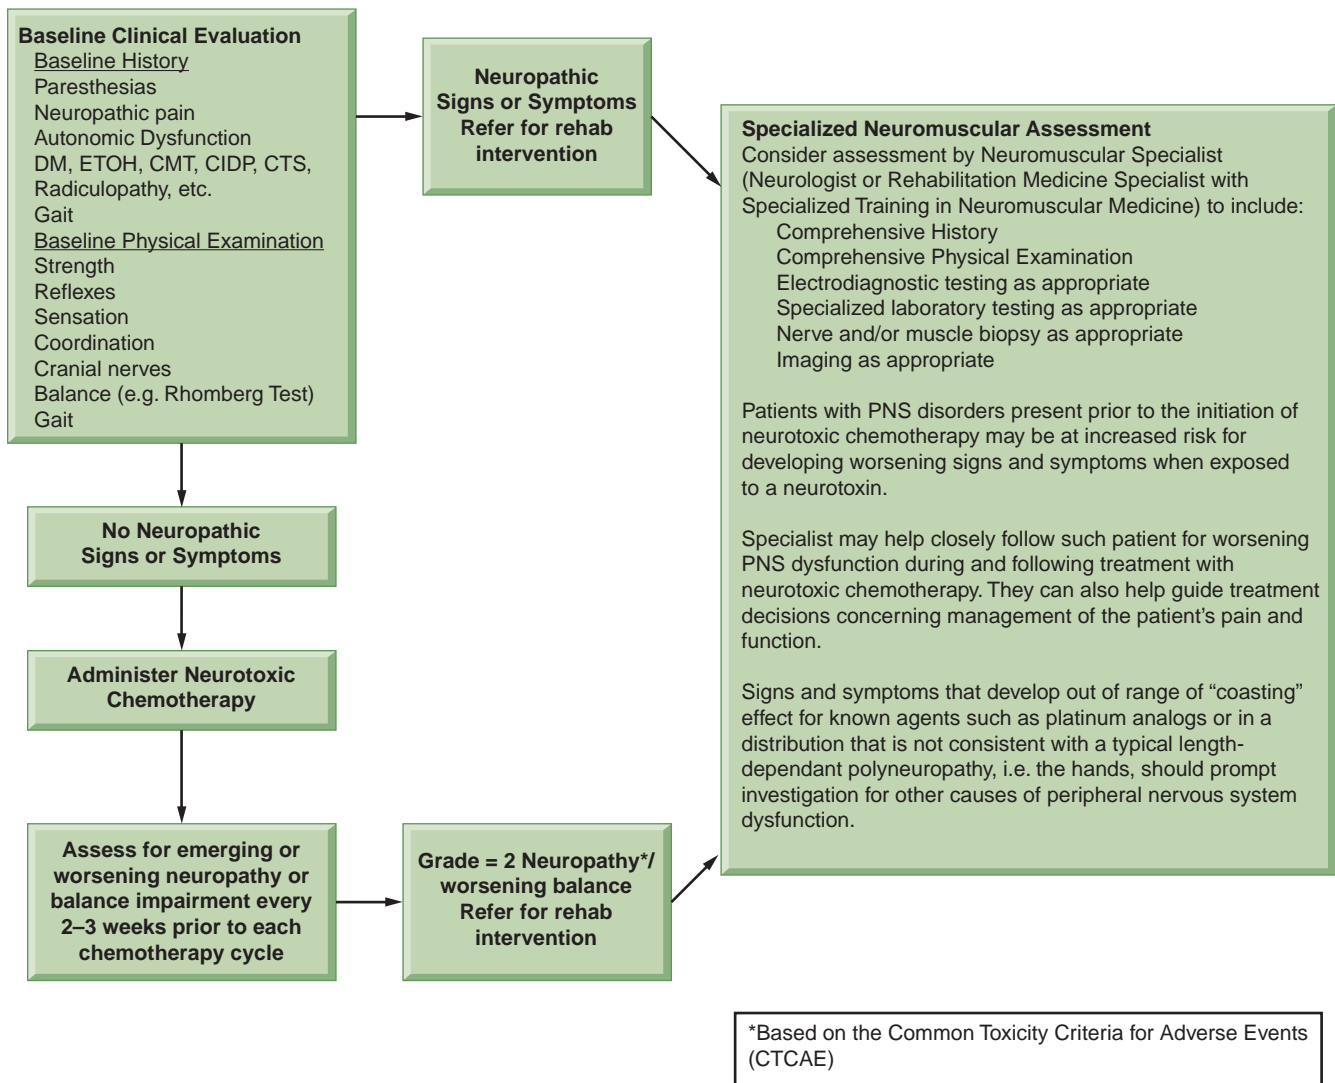 Baseline Clinical Evaluation
Baseline History
Paresthesias
Neuropathic pain
Autonomic Dysfunction
DM, ETOH, CMT, CIDP, CTS,
Radiculopathy, etc.
Gait
Baseline Physical Examination
Strength
Reflexes
Sensation
Coordination
Cranial nerves
Balance (e.g. Rhomberg Test)
Gait
Neuropathic
Signs or Symptoms
Refer for rehab
intervention
Specialized Neuromuscular Assessment
Consider assessment by Neuromuscular Specialist
(Neurologist or Rehabilitation Medicine Specialist with
Specialized Training in Neuromuscular Medicine) to include:
Comprehensive History
Comprehensive Physical Examination
Electrodiagnostic testing as appropriate
Specialized laboratory testing as appropriate
Nerve and/or muscle biopsy as appropriate
Imaging as appropriate
Patients with PNS disorders present prior to the initiation of
neurotoxic chemotherapy may be at increased risk for
developing worsening signs and symptoms when exposed
to a neurotoxin.
Specialist may help closely follow such patient for worsening
PNS dysfunction during and following treatment with
neurotoxic chemotherapy. They can also help guide treatment
decisions concerning management of the patient’s pain and
function.
Signs and symptoms that develop out of range of “coasting”
effect for known agents such as platinum analogs or in a
distribution that is not consistent with a typical length-
dependant polyneuropathy, i.e. the hands, should prompt
investigation for other causes of peripheral nervous system
dysfunction.
No Neuropathic
Signs or Symptoms
Administer Neurotoxic
Chemotherapy
Assess for emerging or
worsening neuropathy or
balance impairment every
2–3 weeks prior to each
chemotherapy cycle
Grade = 2 Neuropathy*/
worsening balance
Refer for rehab
intervention
*Based on the Common Toxicity Criteria for Adverse Events
(CTCAE)